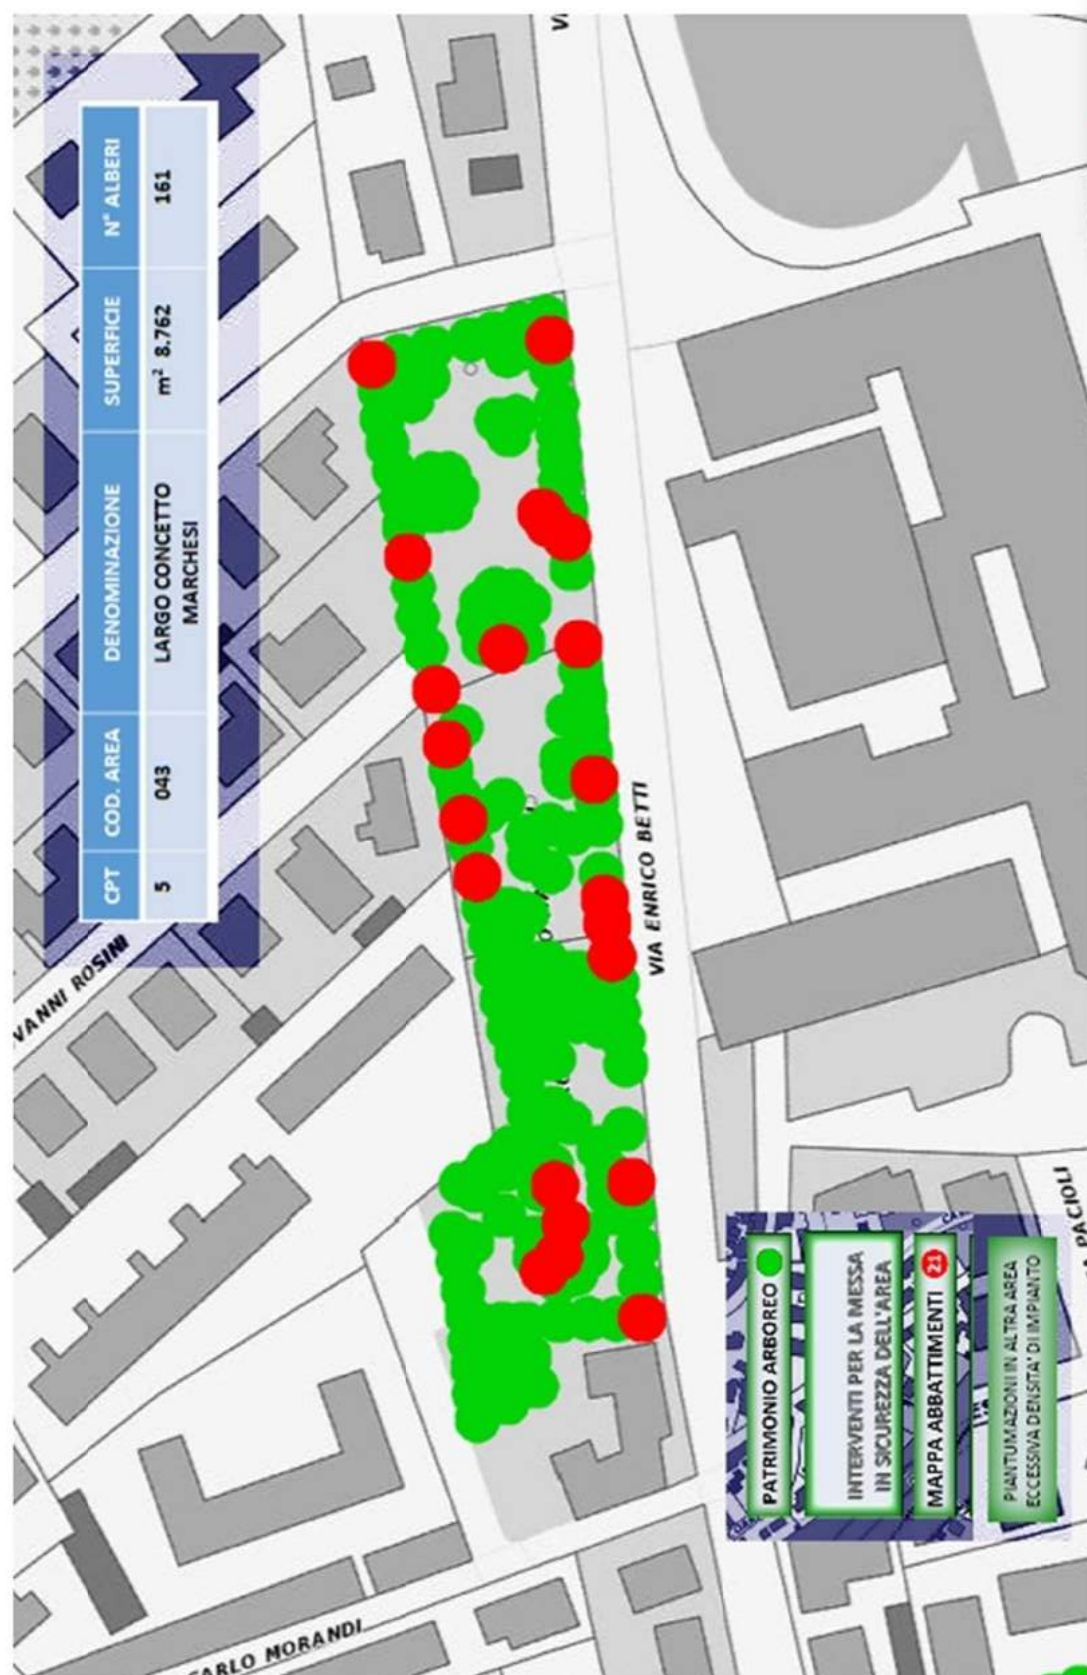 CPT
COD. AREA
DENOMINAZIONE
SUPERFICIE
N° ALBERI
5
043
LARGO CONCETTO
MARCHESI
m² 8.762
161
VANNI ROSINI
VIA ENRICO BETTI
PACIOLI
CARLO MORANDI
PATRIMONIO ARBOREO
INTERVENTI PER LA MESSA
IN SICUREZZA DELL'AREA
MAPPA ABBATTIMENTI 21
PIANTUMAZIONI IN ALTRA AREA
ECCESSIVA DENSITA' DI IMPIANTO